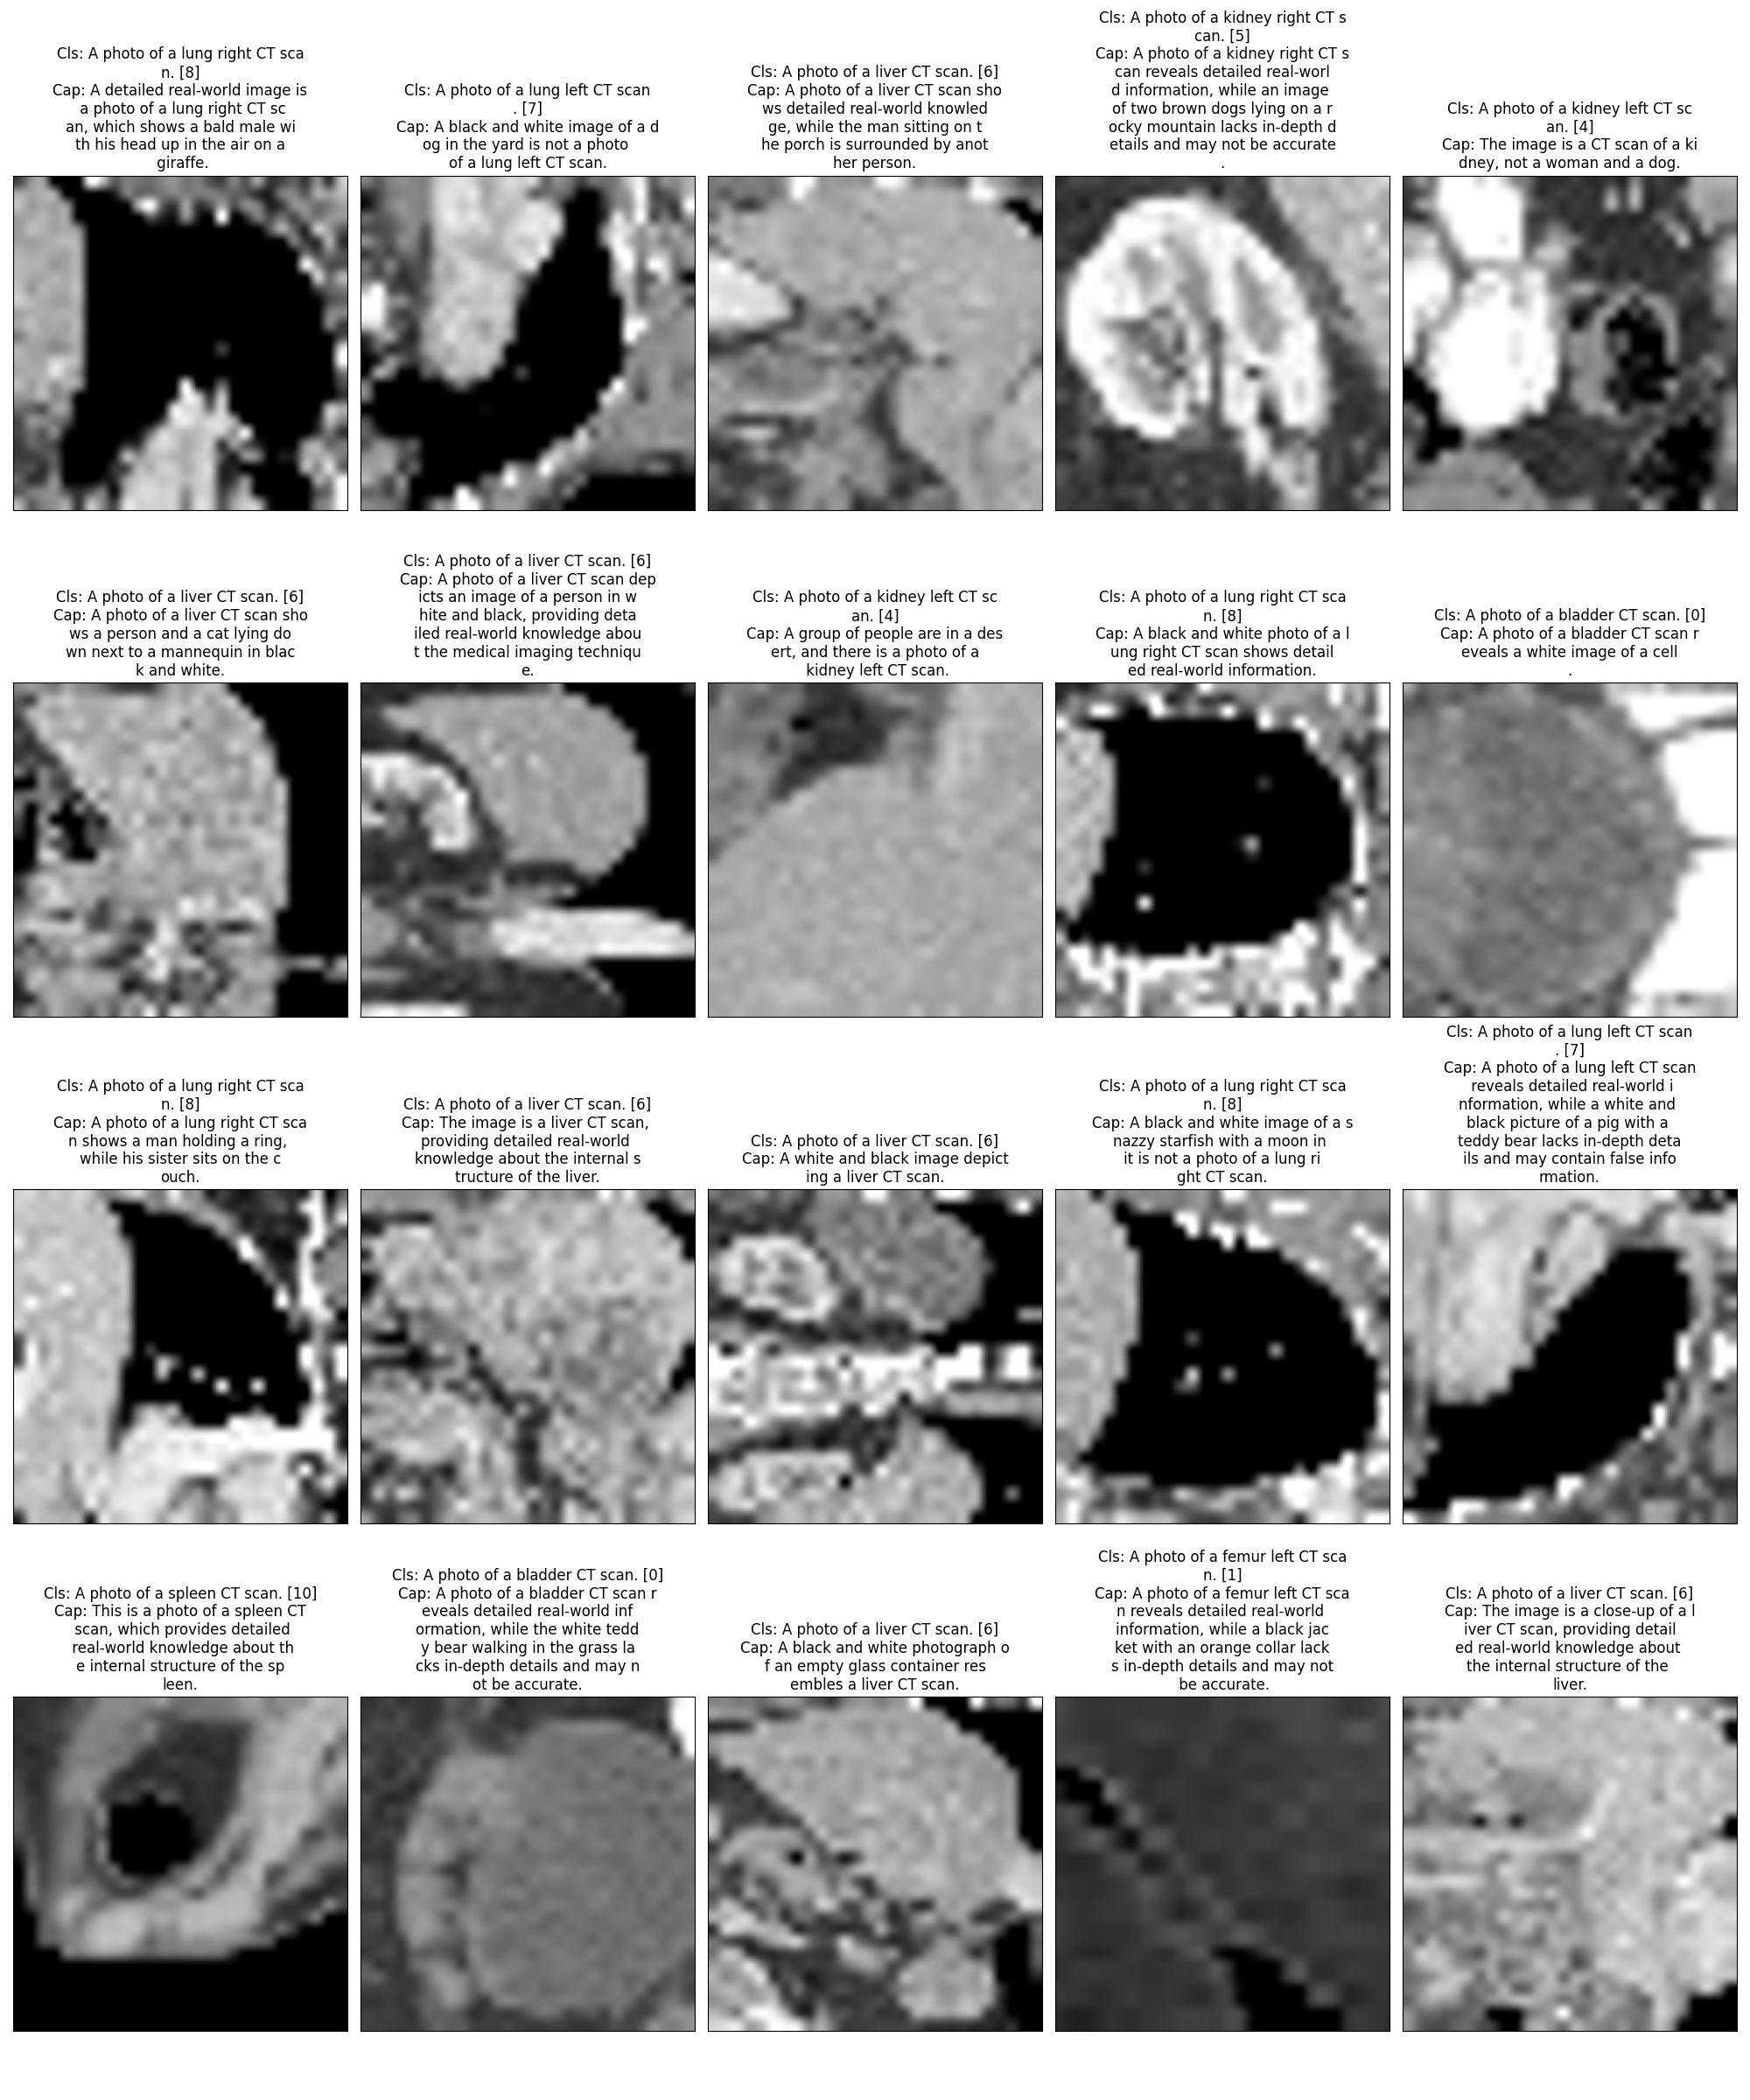 Cls: A photo of a lung right CT sca
n. [8]
Cap: A detailed real-world image is
a photo of a lung right CT sc
an, which shows a bald male wi
th his head up in the air on a
giraffe.
Cls: A photo of a lung left CT scan
. [7]
Cap: A black and white image of a d
og in the yard is not a photo
of a lung left CT scan.
Cls: A photo of a liver CT scan. [6]
Cap: A photo of a liver CT scan sho
ws detailed real-world knowled
ge, while the man sitting on t
he porch is surrounded by anot
her person.
Cls: A photo of a kidney right CT s
can. [5]
Cap: A photo of a kidney right CT s
can reveals detailed real-worl
d information, while an image
of two brown dogs lying on a r
ocky mountain lacks in-depth d
etails and may not be accurate
.
Cls: A photo of a kidney left CT sc
an. [4]
Cap: The image is a CT scan of a ki
dney, not a woman and a dog.
Cls: A photo of a liver CT scan. [6]
Cap: A photo of a liver CT scan sho
ws a person and a cat lying do
wn next to a mannequin in blac
k and white.
Cls: A photo of a liver CT scan. [6]
Cap: A photo of a liver CT scan dep
icts an image of a person in w
hite and black, providing deta
iled real-world knowledge abou
t the medical imaging techniqu
e.
Cls: A photo of a kidney left CT sc
an. [4]
Cap: A group of people are in a des
ert, and there is a photo of a
kidney left CT scan.
Cls: A photo of a lung right CT sca
n. [8]
Cap: A black and white photo of a l
ung right CT scan shows detail
ed real-world information.
Cls: A photo of a bladder CT scan. [0]
Cap: A photo of a bladder CT scan r
eveals a white image of a cell
.
Cls: A photo of a lung right CT sca
n. [8]
Cap: A photo of a lung right CT sca
n shows a man holding a ring,
while his sister sits on the c
ouch.
Cls: A photo of a liver CT scan. [6]
Cap: The image is a liver CT scan,
providing detailed real-world
knowledge about the internal s
tructure of the liver.
Cls: A photo of a liver CT scan. [6]
Cap: A white and black image depict
ing a liver CT scan.
Cls: A photo of a lung right CT sca
n. [8]
Cap: A black and white image of a s
nazzy starfish with a moon in
it is not a photo of a lung ri
ght CT scan.
Cls: A photo of a lung left CT scan
. [7]
Cap: A photo of a lung left CT scan
reveals detailed real-world i
nformation, while a white and
black picture of a pig with a
teddy bear lacks in-depth deta
ils and may contain false info
rmation.
Cls: A photo of a spleen CT scan. [10]
Cap: This is a photo of a spleen CT
scan, which provides detailed
real-world knowledge about th
e internal structure of the sp
leen.
Cls: A photo of a bladder CT scan. [0]
Cap: A photo of a bladder CT scan r
eveals detailed real-world inf
ormation, while the white tedd
y bear walking in the grass la
cks in-depth details and may n
ot be accurate.
Cls: A photo of a liver CT scan. [6]
Cap: A black and white photograph o
f an empty glass container res
embles a liver CT scan.
Cls: A photo of a femur left CT sca
n. [1]
Cap: A photo of a femur left CT sca
n reveals detailed real-world
information, while a black jac
ket with an orange collar lack
s in-depth details and may not
be accurate.
Cls: A photo of a liver CT scan. [6]
Cap: The image is a close-up of a l
iver CT scan, providing detail
ed real-world knowledge about
the internal structure of the
liver.